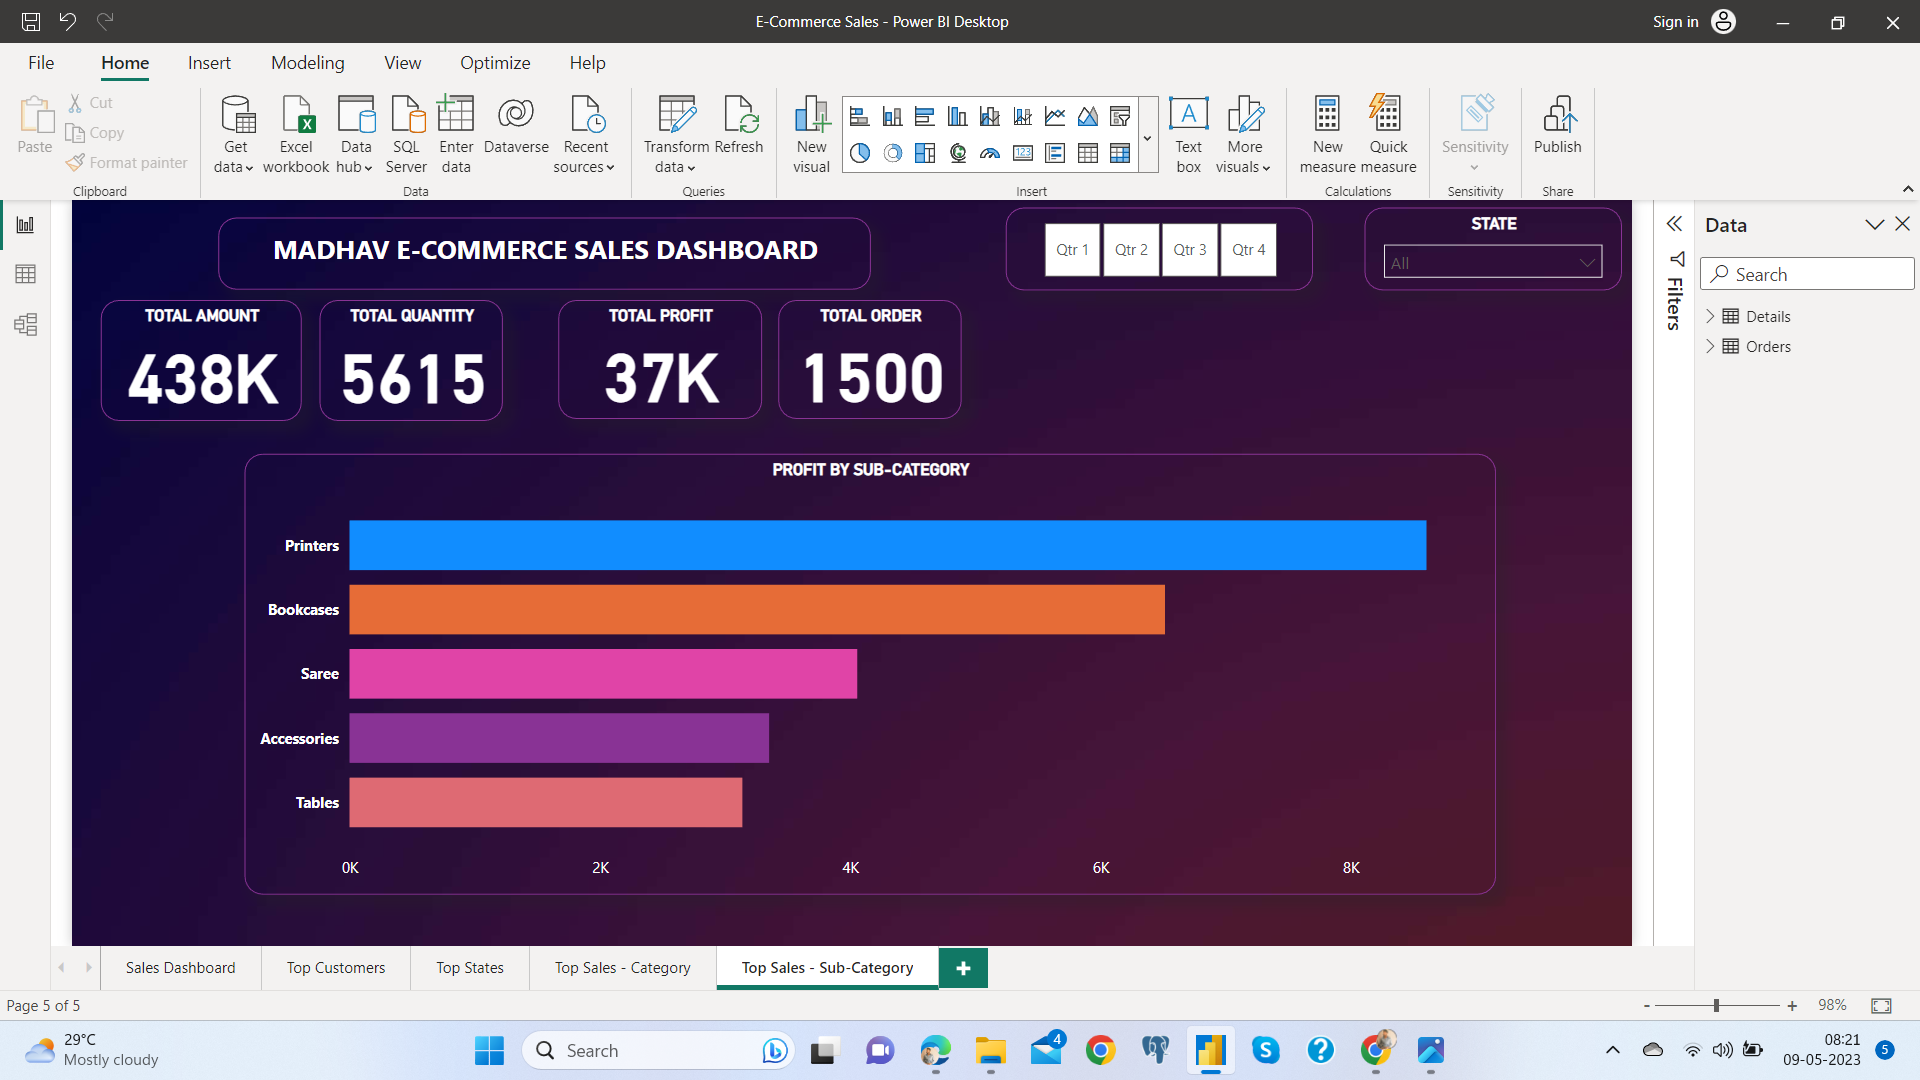 E-Commerce Sales - Power BI Desktop
Sign in
File Home Insert Modeling View Optimize Help
Paste
Cut
Copy
Format painter
Clipboard
Get data
Excel workbook
Data hub
SQL Server
Enter data
Dataverse
Recent sources
Data
Transform data
Refresh
Queries
New visual
123
Insert
A
Text box
More visuals
New measure
Quick measure
Calculations
Sensitivity
Sensitivity
Publish
Share
MADHAV E-COMMERCE SALES DASHBOARD
Qtr 1 Qtr 2 Qtr 3 Qtr 4
STATE
All
TOTAL AMOUNT
438K
TOTAL QUANTITY
5615
TOTAL PROFIT
37K
TOTAL ORDER
1500
PROFIT BY SUB-CATEGORY
Printers
Bookcases
Saree
Accessories
Tables
0K 2K 4K 6K 8K
Filters
Data
Search
Details
Orders
Sales Dashboard Top Customers Top States Top Sales - Category Top Sales - Sub-Category +
Page 5 of 5
- + 98%
29°C
Mostly cloudy
Search
4
S
?
08:21
09-05-2023
5